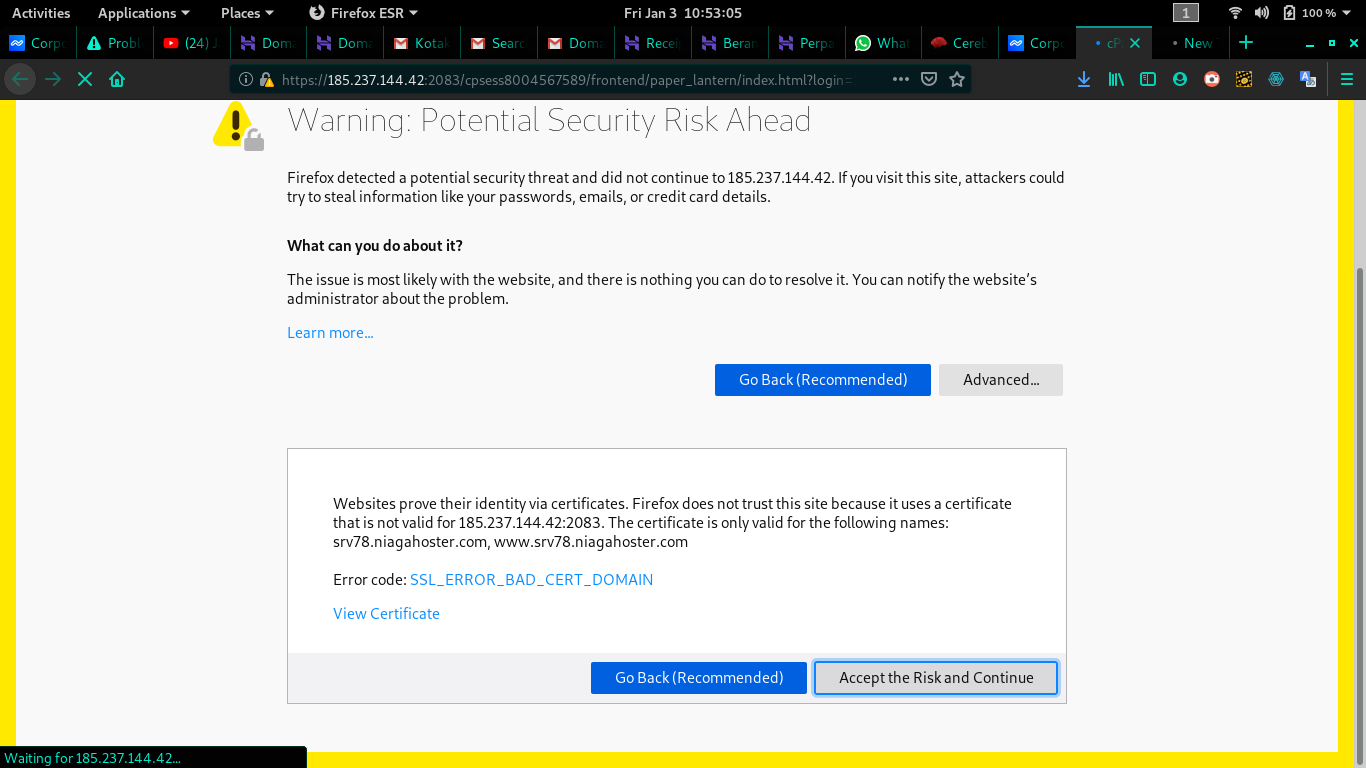 Activities Applications Places Firefox ESR Fri Jan 3 10:53:05 1 100 %
Corpo Probl (24) J Doma Doma Kotak Searc Doma Recei Beran Perpa What Cereb Corpo cP New
https://185.237.144.42:2083/cpsess8004567589/frontend/paper_lantern/index.html?login=
Warning: Potential Security Risk Ahead
Firefox detected a potential security threat and did not continue to 185.237.144.42. If you visit this site, attackers could
try to steal information like your passwords, emails, or credit card details.
What can you do about it?
The issue is most likely with the website, and there is nothing you can do to resolve it. You can notify the website’s
administrator about the problem.
Learn more…
Go Back (Recommended) Advanced…
Websites prove their identity via certificates. Firefox does not trust this site because it uses a certificate
that is not valid for 185.237.144.42:2083. The certificate is only valid for the following names:
srv78.niagahoster.com, www.srv78.niagahoster.com
Error code: SSL_ERROR_BAD_CERT_DOMAIN
View Certificate
Go Back (Recommended) Accept the Risk and Continue
Waiting for 185.237.144.42…